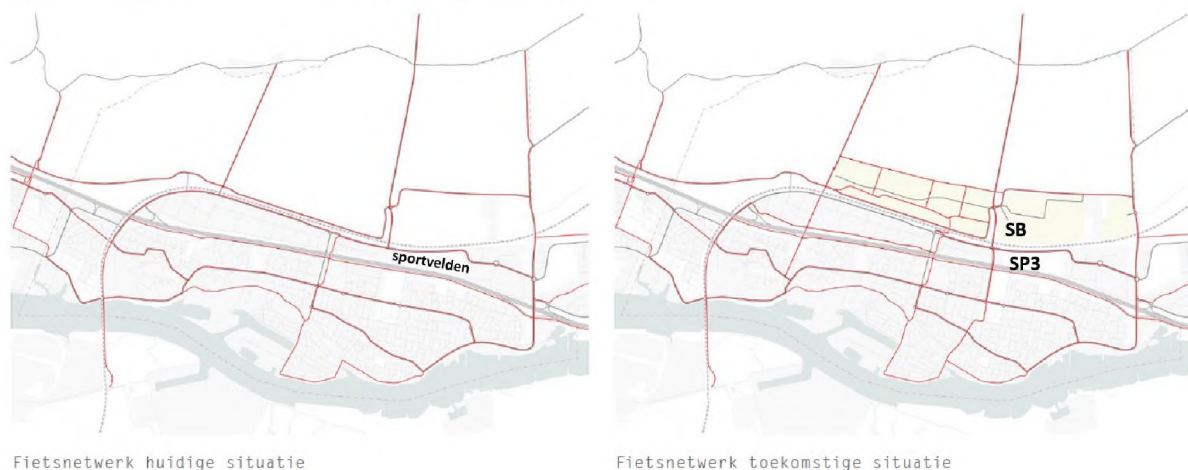 sportvelden
SB
SP3
Fietsnetwerk huidige situatie
Fietsnetwerk toekomstige situatie